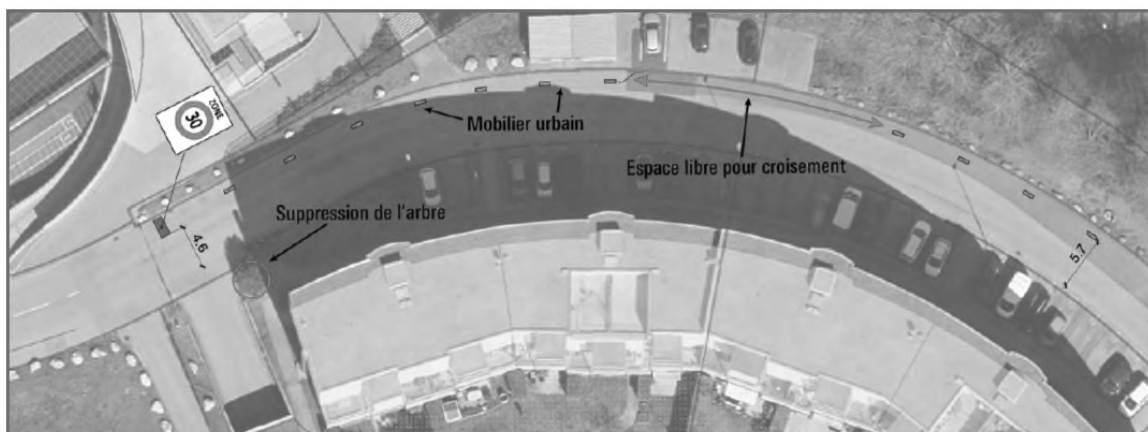 ZONE
30
Mobilier urbain
Espace libre pour croisement
Suppression de l'arbre
4.6
5.7